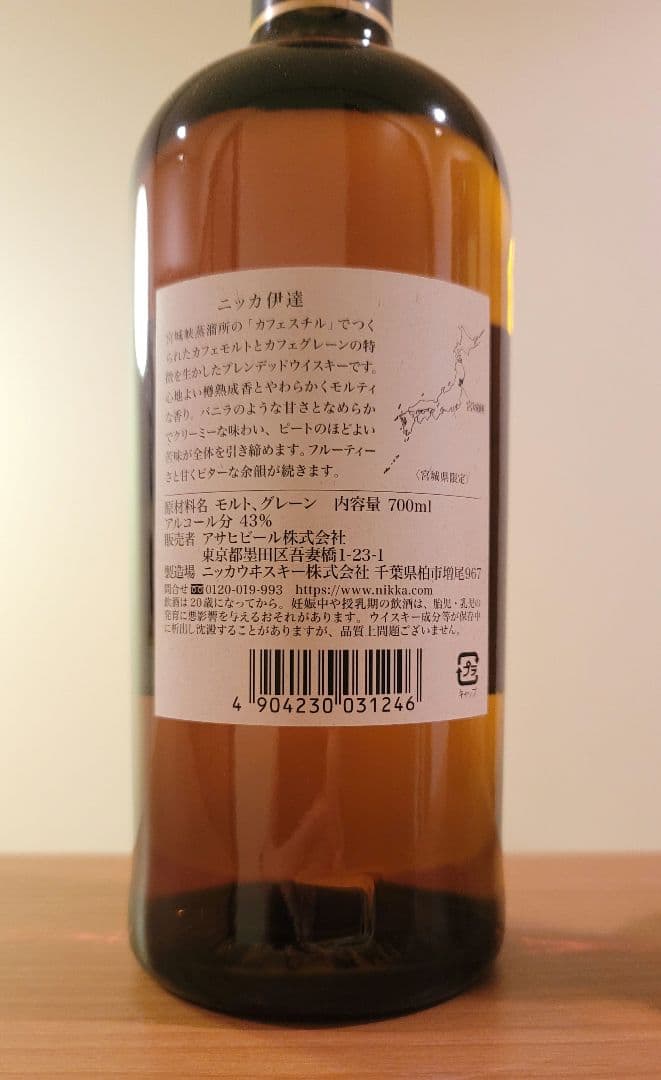 ニッカ伊達
宮城峡蒸溜所の「カフェスチル」でつく
られたカフェモルトとカフェグレーンの特
徴を生かしたブレンデッドウイスキーです。
心地よい樽熟成香とやわらかくモルティ
な香り。バニラのような甘さとなめらか
でクリーミーな味わい、ピートのほどよい
苦味が全体を引き締めます。フルーティー
さと甘くビターな余韻が続きます。
〈宮城県限定〉
原材料名 モルト、グレーン 内容量 700ml
アルコール分 43%
販売者 アサヒビール株式会社
東京都墨田区吾妻橋1-23-1
製造場 ニッカウヰスキー株式会社 千葉県柏市増尾967
問合せ 0120-019-993 https://www.nikka.com
飲酒は20歳になってから。妊娠中や授乳期の飲酒は、胎児・乳児の
発育に悪影響を与えるおそれがあります。ウイスキー成分等が保存中
に析出し沈澱することがありますが、品質上問題ございません。
4 904230 031246
プラ
キャップ